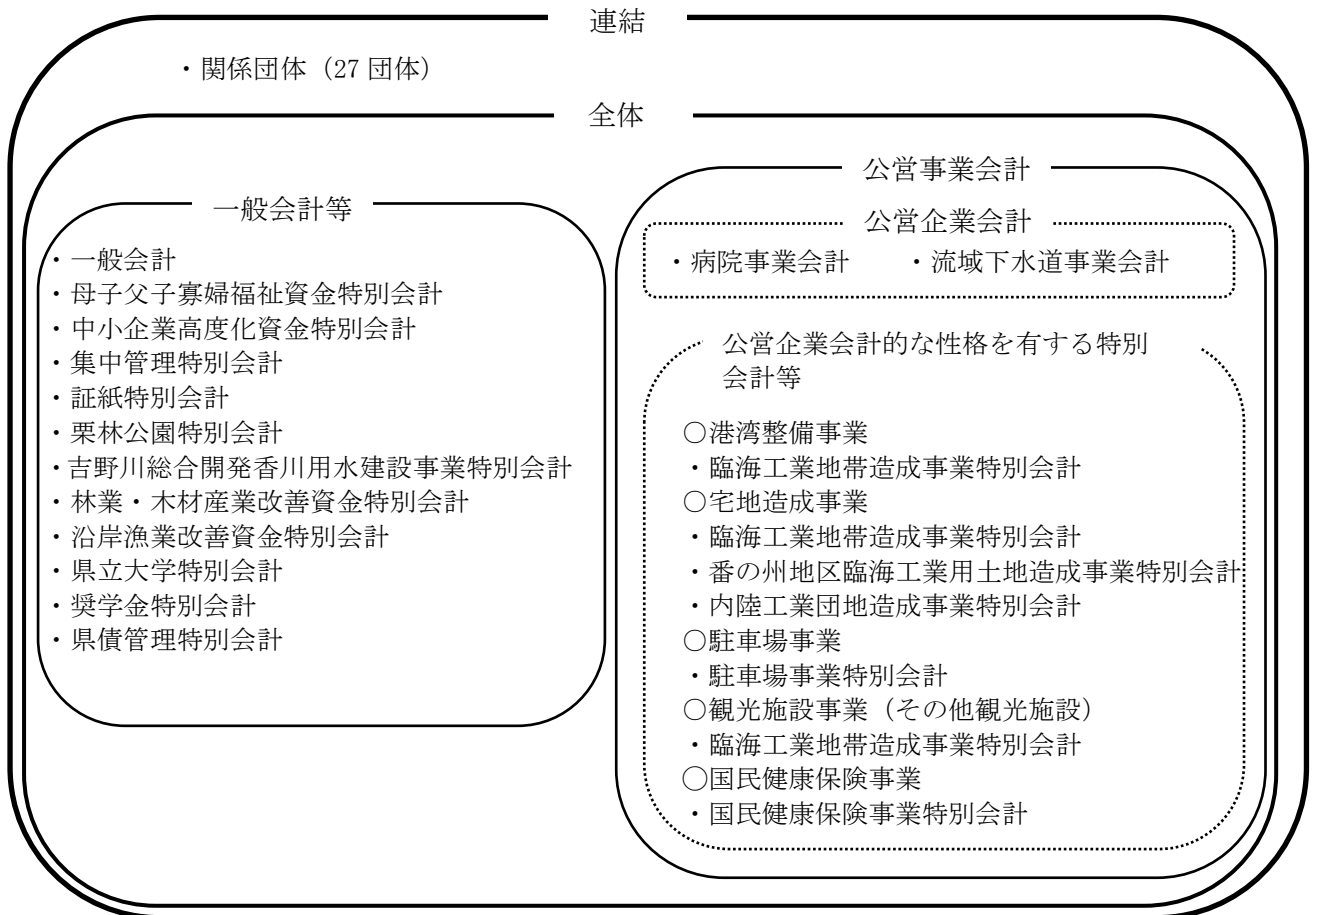 連結
・関係団体（27 団体）
全体
一般会計等
・一般会計
・母子父子寡婦福祉資金特別会計
・中小企業高度化資金特別会計
・集中管理特別会計
・証紙特別会計
・栗林公園特別会計
・吉野川総合開発香川用水建設事業特別会計
・林業・木材産業改善資金特別会計
・沿岸漁業改善資金特別会計
・県立大学特別会計
・奨学金特別会計
・県債管理特別会計
公営事業会計
公営企業会計
・病院事業会計　　・流域下水道事業会計
公営企業会計的な性格を有する特別
会計等
○港湾整備事業
・臨海工業地帯造成事業特別会計
○宅地造成事業
・臨海工業地帯造成事業特別会計
・番の州地区臨海工業用土地造成事業特別会計
・内陸工業団地造成事業特別会計
○駐車場事業
・駐車場事業特別会計
○観光施設事業（その他観光施設）
・臨海工業地帯造成事業特別会計
○国民健康保険事業
・国民健康保険事業特別会計